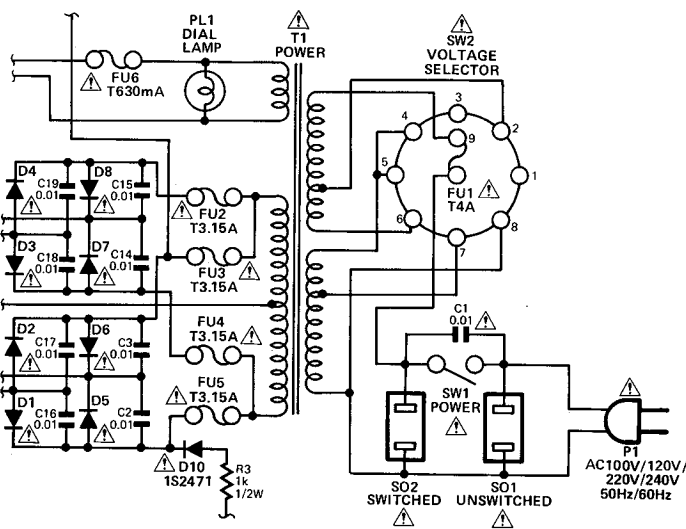 PL1
DIAL
LAMP
T1
POWER
SW2
VOLTAGE
SELECTOR
FU6
T630mA
3
4
2
9
5
1
FU1
T4A
6
8
7
D4
C19
0.01
D8
C15
0.01
FU2
T3.15A
D3
C18
0.01
D7
C14
0.01
FU3
T3.15A
D2
C17
0.01
D6
C3
0.01
FU4
T3.15A
C1
0.01
D1
C16
0.01
D5
C2
0.01
FU5
T3.15A
SW1
POWER
D10
1S2471
R3
1k
1/2W
SO2
SWITCHED
SO1
UNSWITCHED
P1
AC100V/120V/
220V/240V
50Hz/60Hz